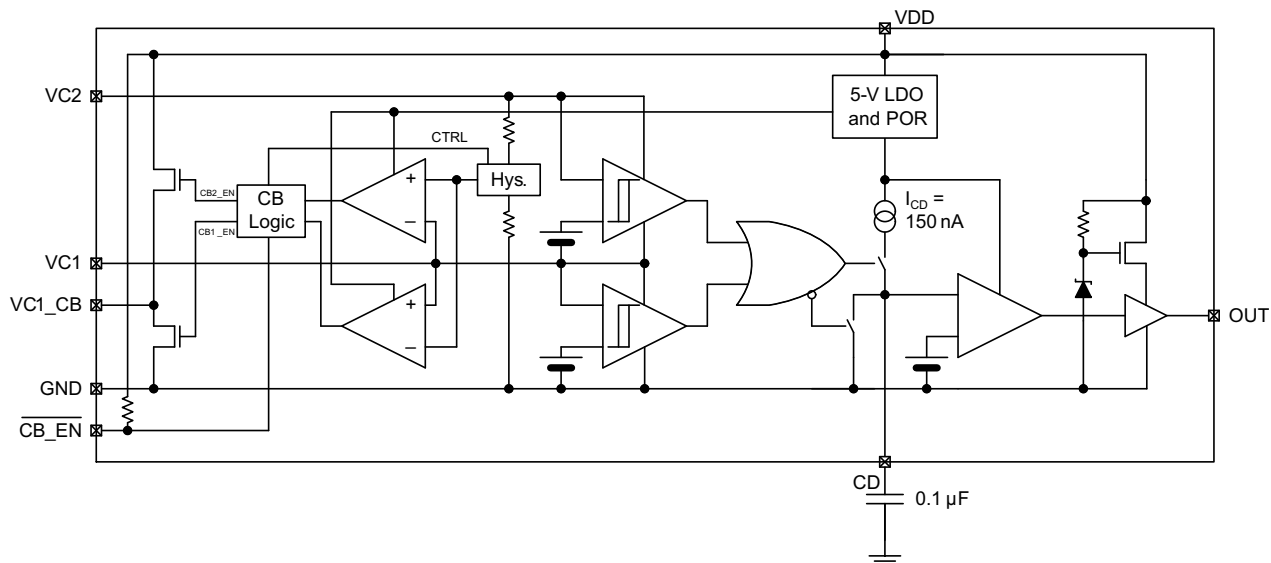 VDD
VC2
5-V LDO
and POR
CTRL
+
Hys.
CB2_EN
CB
Logic
I_CD =
150 nA
–
CB1_EN
VC1
VC1_CB
+
–
OUT
GND
CB_EN
CD
0.1 µF